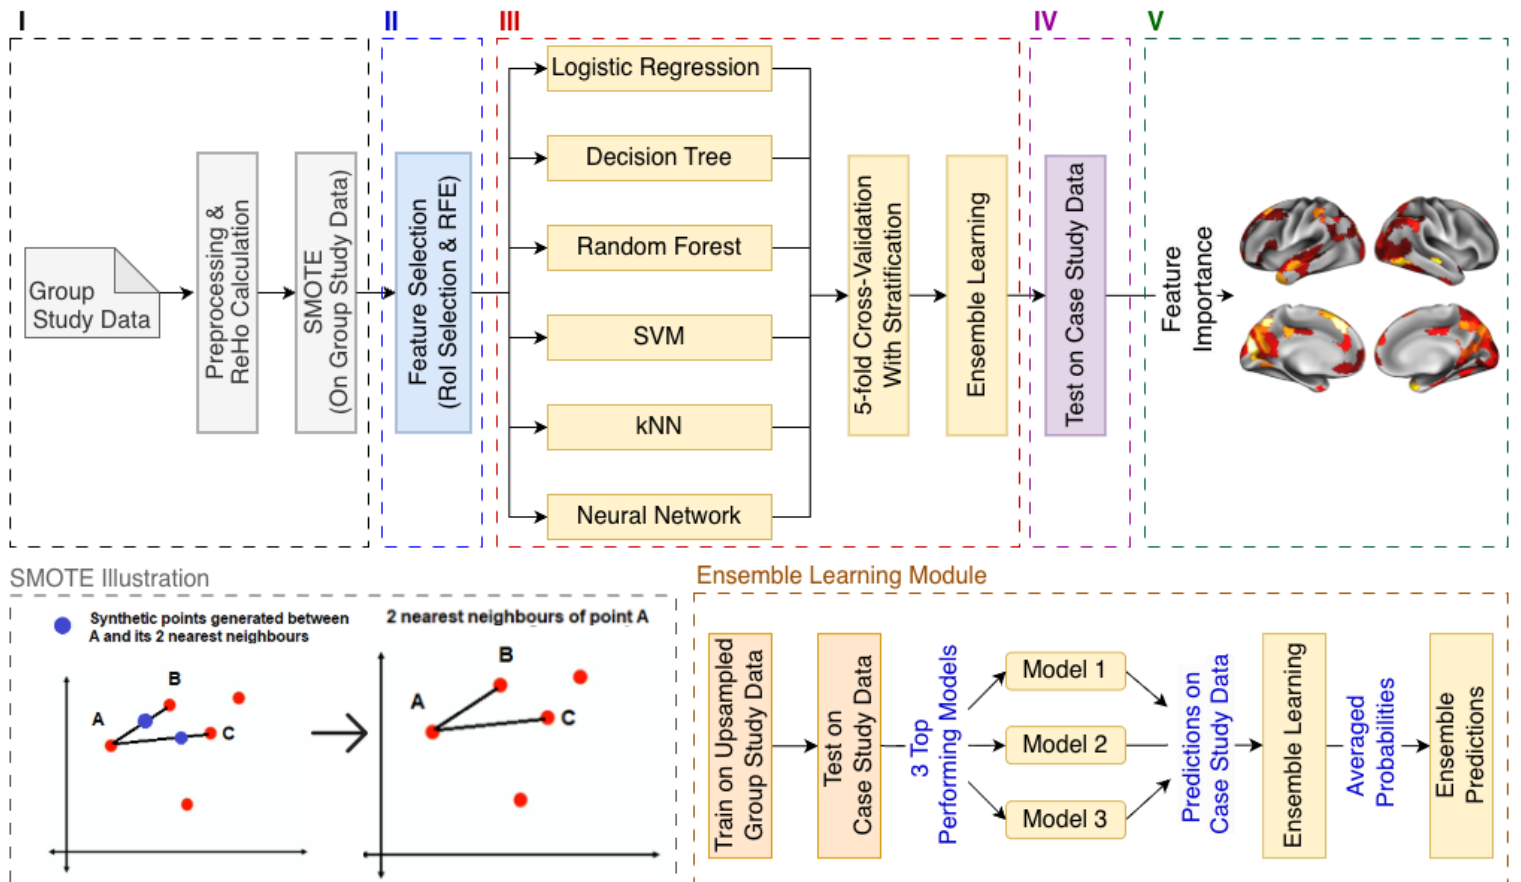 I
II
III
IV
V
Group
Study Data
Preprocessing &
ReHo Calculation
SMOTE
(On Group Study Data)
Feature Selection
(RoI Selection & RFE)
Logistic Regression
Decision Tree
Random Forest
SVM
kNN
Neural Network
5-fold Cross-Validation
With Stratification
Ensemble Learning
Test on Case Study Data
Feature
Importance
SMOTE Illustration
Synthetic points generated between
A and its 2 nearest neighbours
A
B
C
2 nearest neighbours of point A
A
B
C
Ensemble Learning Module
Train on Upsampled
Group Study Data
Test on
Case Study Data
3 Top
Performing Models
Model 1
Model 2
Model 3
Predictions on
Case Study Data
Ensemble Learning
Averaged
Probabilities
Ensemble
Predictions